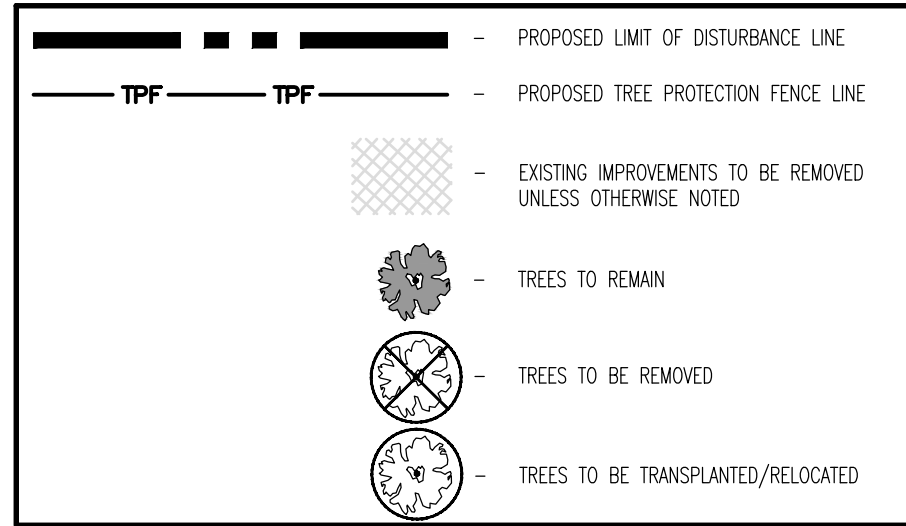 - PROPOSED LIMIT OF DISTURBANCE LINE
TPF TPF - PROPOSED TREE PROTECTION FENCE LINE
- EXISTING IMPROVEMENTS TO BE REMOVED
UNLESS OTHERWISE NOTED
- TREES TO REMAIN
- TREES TO BE REMOVED
- TREES TO BE TRANSPLANTED/RELOCATED